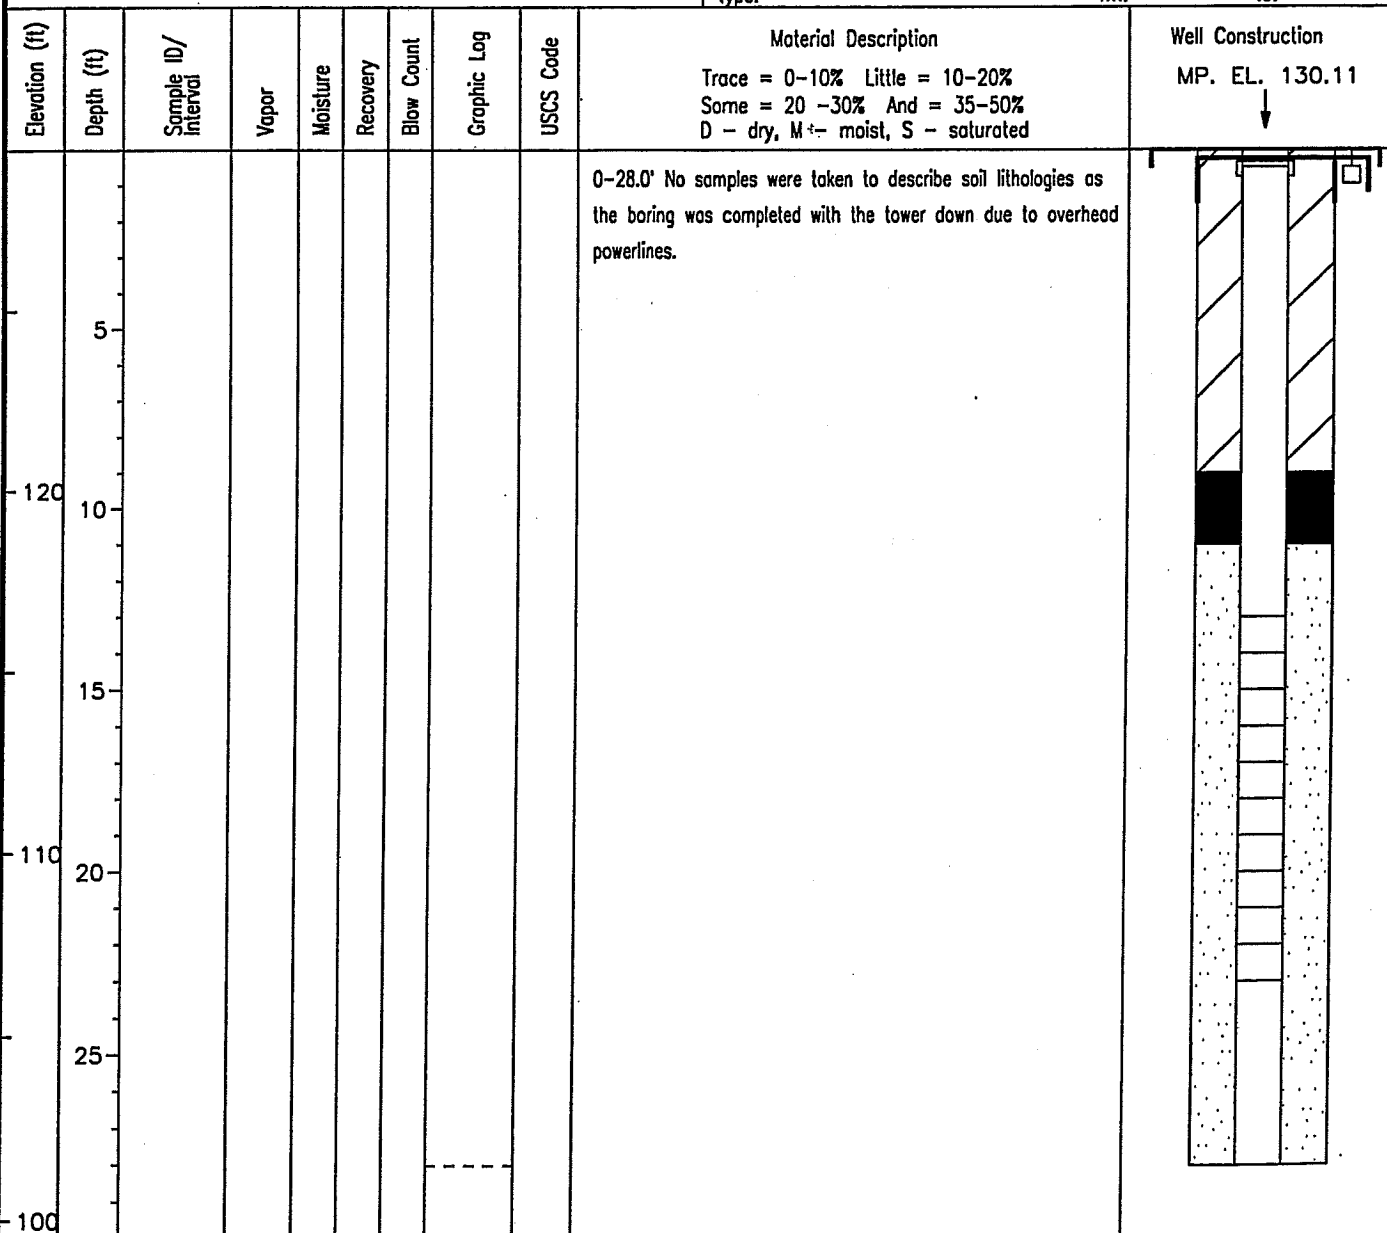 Type:
Elevation (ft)
Depth (ft)
Sample ID/
Interval
Vapor
Moisture
Recovery
Blow Count
Graphic Log
USCS Code
Material Description
Trace = 0-10% Little = 10-20%
Some = 20 -30% And = 35-50%
D - dry, M - moist, S - saturated
Well Construction
MP. EL. 130.11
0-28.0' No samples were taken to describe soil lithologies as
the boring was completed with the tower down due to overhead
powerlines.
5
120
10
15
110
20
25
100